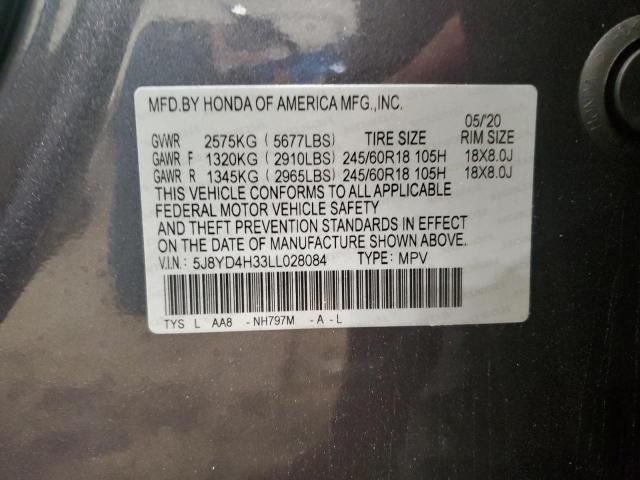 MFD.BY HONDA OF AMERICA MFG.,INC.
05/'20
GVWR 2575KG ( 5677LBS) TIRE SIZE RIM SIZE
GAWR F 1320KG ( 2910LBS) 245/60R18 105H 18X8.0J
GAWR R 1345KG ( 2965LBS) 245/60R18 105H 18X8.0J
THIS VEHICLE CONFORMS TO ALL APPLICABLE
FEDERAL MOTOR VEHICLE SAFETY
AND THEFT PREVENTION STANDARDS IN EFFECT
ON THE DATE OF MANUFACTURE SHOWN ABOVE.
V.I.N.: 5J8YD4H33LL028084 TYPE: MPV
TYS L AA8 - NH797M - A - L